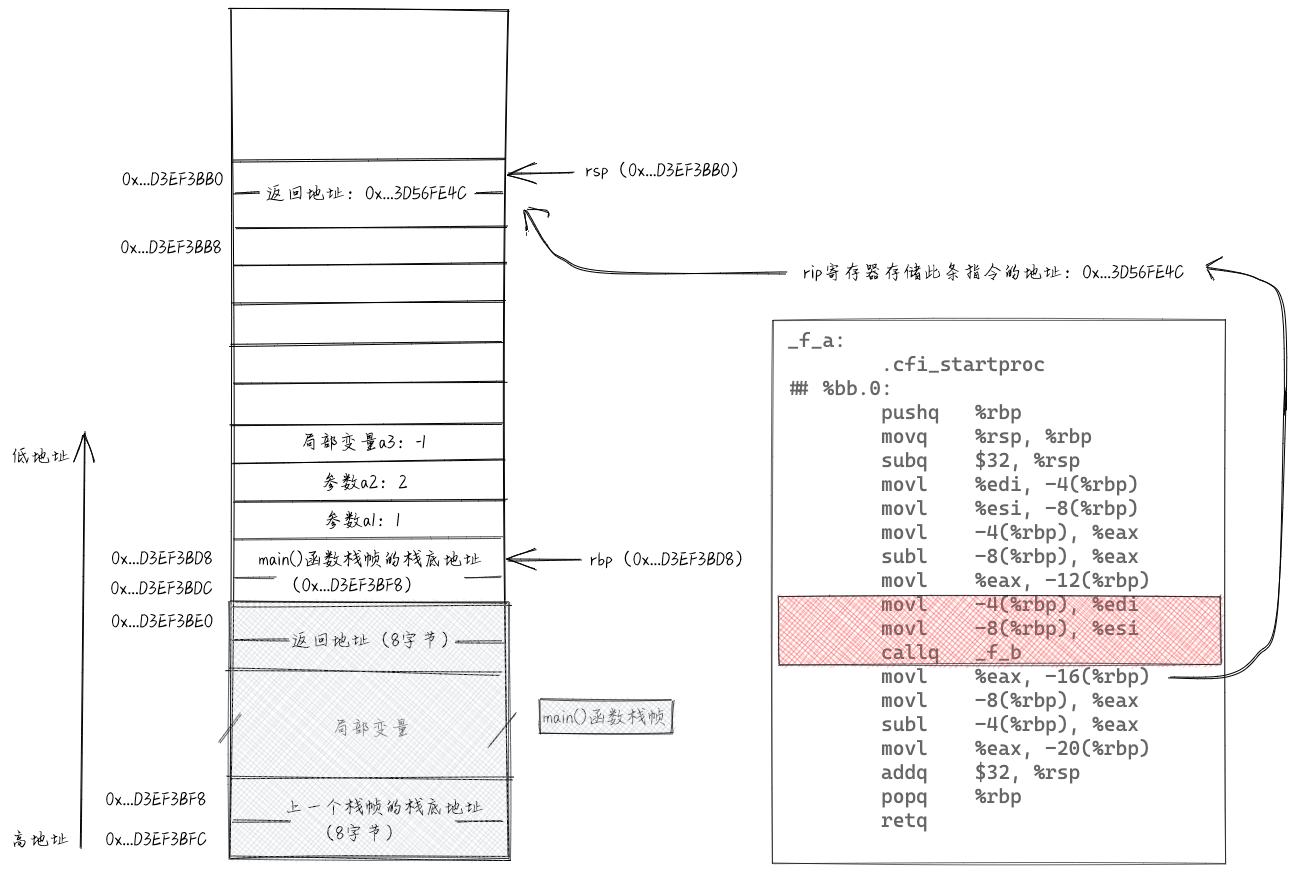 0x...D3EF3BB0
返回地址：0x...3D56FE4C
rsp（0x...D3EF3BB0）
0x...D3EF3BB8
rip寄存器存储此条指令的地址：0x...3D56FE4C
低地址
局部变量a3：-1
参数a2：2
参数a1：1
0x...D3EF3BD8
main()函数栈帧的栈底地址
（0x...D3EF3BF8）
rbp（0x...D3EF3BD8）
0x...D3EF3BDC
0x...D3EF3BE0
返回地址（8字节）
局部变量
main()函数栈帧
0x...D3EF3BF8
上一个栈帧的栈底地址
（8字节）
高地址
0x...D3EF3BFC
_f_a:
.cfi_startproc
## %bb.0:
pushq %rbp
movq %rsp, %rbp
subq $32, %rsp
movl %edi, -4(%rbp)
movl %esi, -8(%rbp)
movl -4(%rbp), %eax
subl -8(%rbp), %eax
movl %eax, -12(%rbp)
movl -4(%rbp), %edi
movl -8(%rbp), %esi
callq _f_b
movl %eax, -16(%rbp)
movl -8(%rbp), %eax
subl -4(%rbp), %eax
movl %eax, -20(%rbp)
addq $32, %rsp
popq %rbp
retq